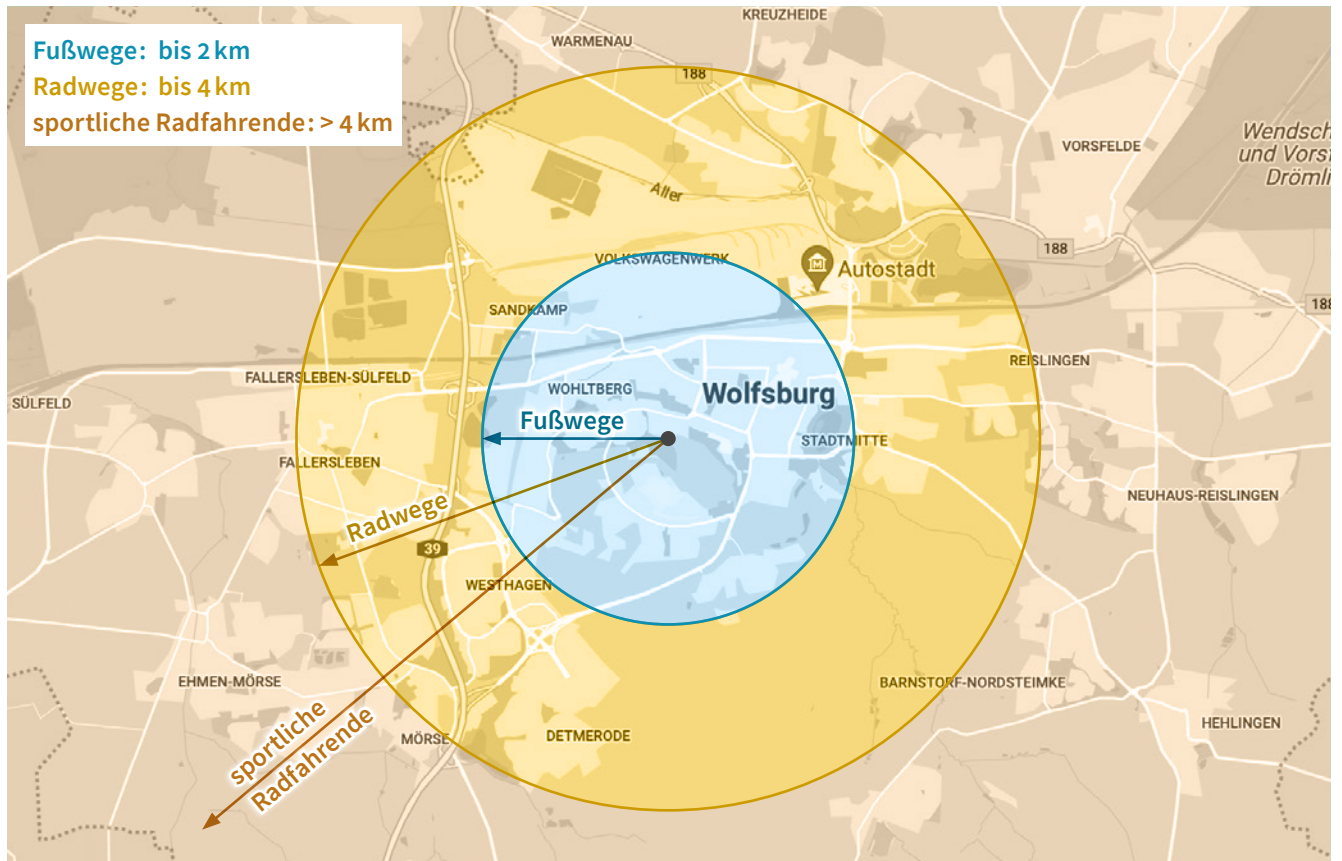 Fußwege: bis 2 km
Radwege: bis 4 km
sportliche Radfahrende: > 4 km
KREUZHEIDE
WARMENAU
188
VORSFELDE
Wendsch
und Vorsf
Drömli
Aller
188
VOLKSWAGENWERK
Autostadt
SANDKAMP
188
REISLINGEN
FALLERSLEBEN-SÜLFELD
WOHLTBERG
Wolfsburg
SÜLFELD
Fußwege
STADTMITTE
FALLERSLEBEN
NEUHAUS-REISLINGEN
Radwege
39
WESTHAGEN
EHMEN-MÖRSE
BARNSTORF-NORDSTEIMKE
HEHLINGEN
sportliche
Radfahrende
MÖRSE
DETMERODE